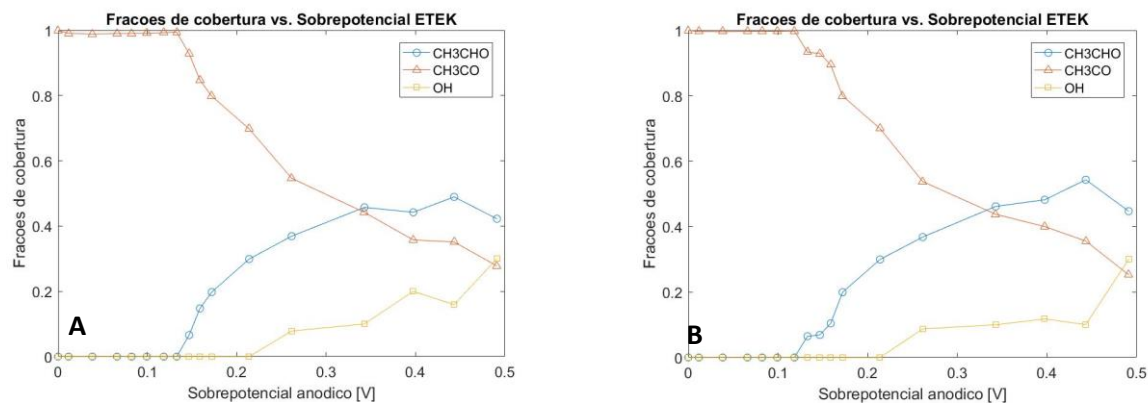 Fracoes de cobertura vs. Sobrepotencial ETEK
1
0.8
0.6
0.4
0.2
0
Fracoes de cobertura
CH3CHO
CH3CO
OH
A
0 0.1 0.2 0.3 0.4 0.5
Sobrepotencial anodico [V]
Fracoes de cobertura vs. Sobrepotencial ETEK
1
0.8
0.6
0.4
0.2
0
Fracoes de cobertura
CH3CHO
CH3CO
OH
B
0 0.1 0.2 0.3 0.4 0.5
Sobrepotencial anodico [V]